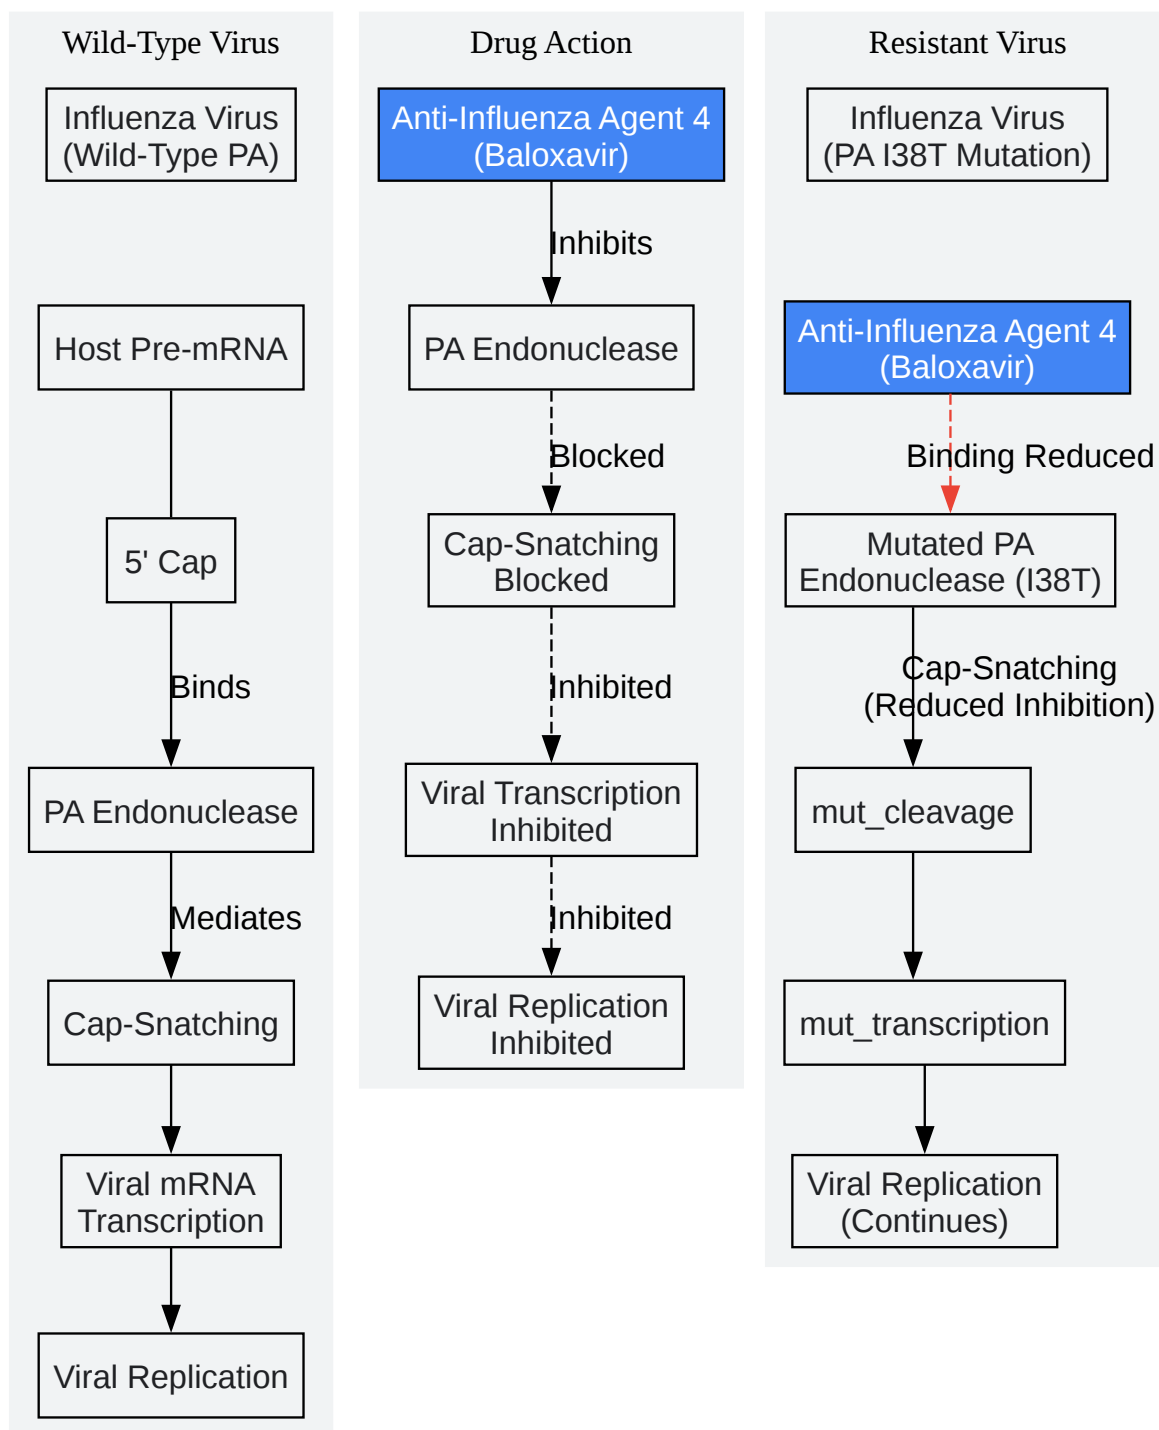 Wild-Type Virus
Influenza Virus
(Wild-Type PA)
Host Pre-mRNA
5' Cap
Binds
PA Endonuclease
Mediates
Cap-Snatching
Viral mRNA
Transcription
Viral Replication
Drug Action
Anti-Influenza Agent 4
(Baloxavir)
Inhibits
PA Endonuclease
Blocked
Cap-Snatching
Blocked
Inhibited
Viral Transcription
Inhibited
Inhibited
Viral Replication
Inhibited
Resistant Virus
Influenza Virus
(PA I38T Mutation)
Anti-Influenza Agent 4
(Baloxavir)
Binding Reduced
Mutated PA
Endonuclease (I38T)
Cap-Snatching
(Reduced Inhibition)
mut_cleavage
mut_transcription
Viral Replication
(Continues)